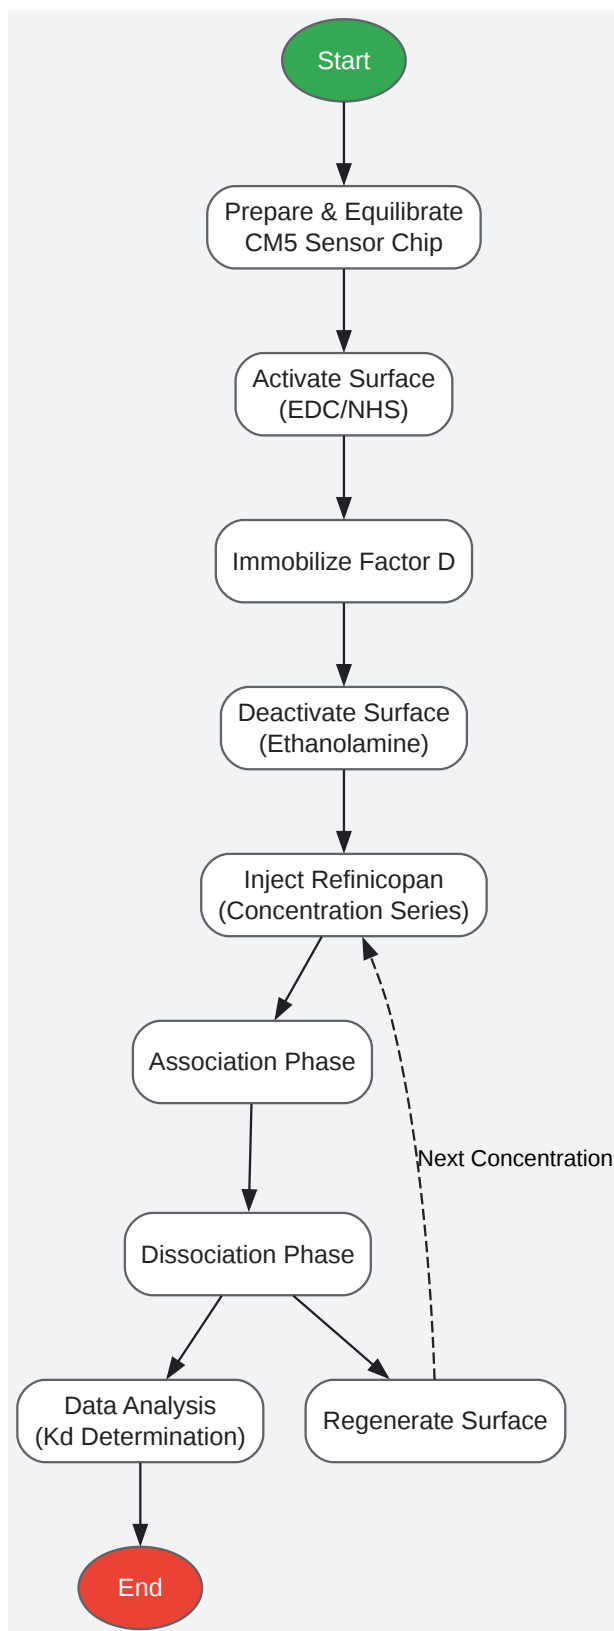 Start
Prepare & Equilibrate
CM5 Sensor Chip
Activate Surface
(EDC/NHS)
Immobilize Factor D
Deactivate Surface
(Ethanolamine)
Inject Refinicopan
(Concentration Series)
Association Phase
Next Concentration
Dissociation Phase
Data Analysis
(Kd Determination)
Regenerate Surface
End